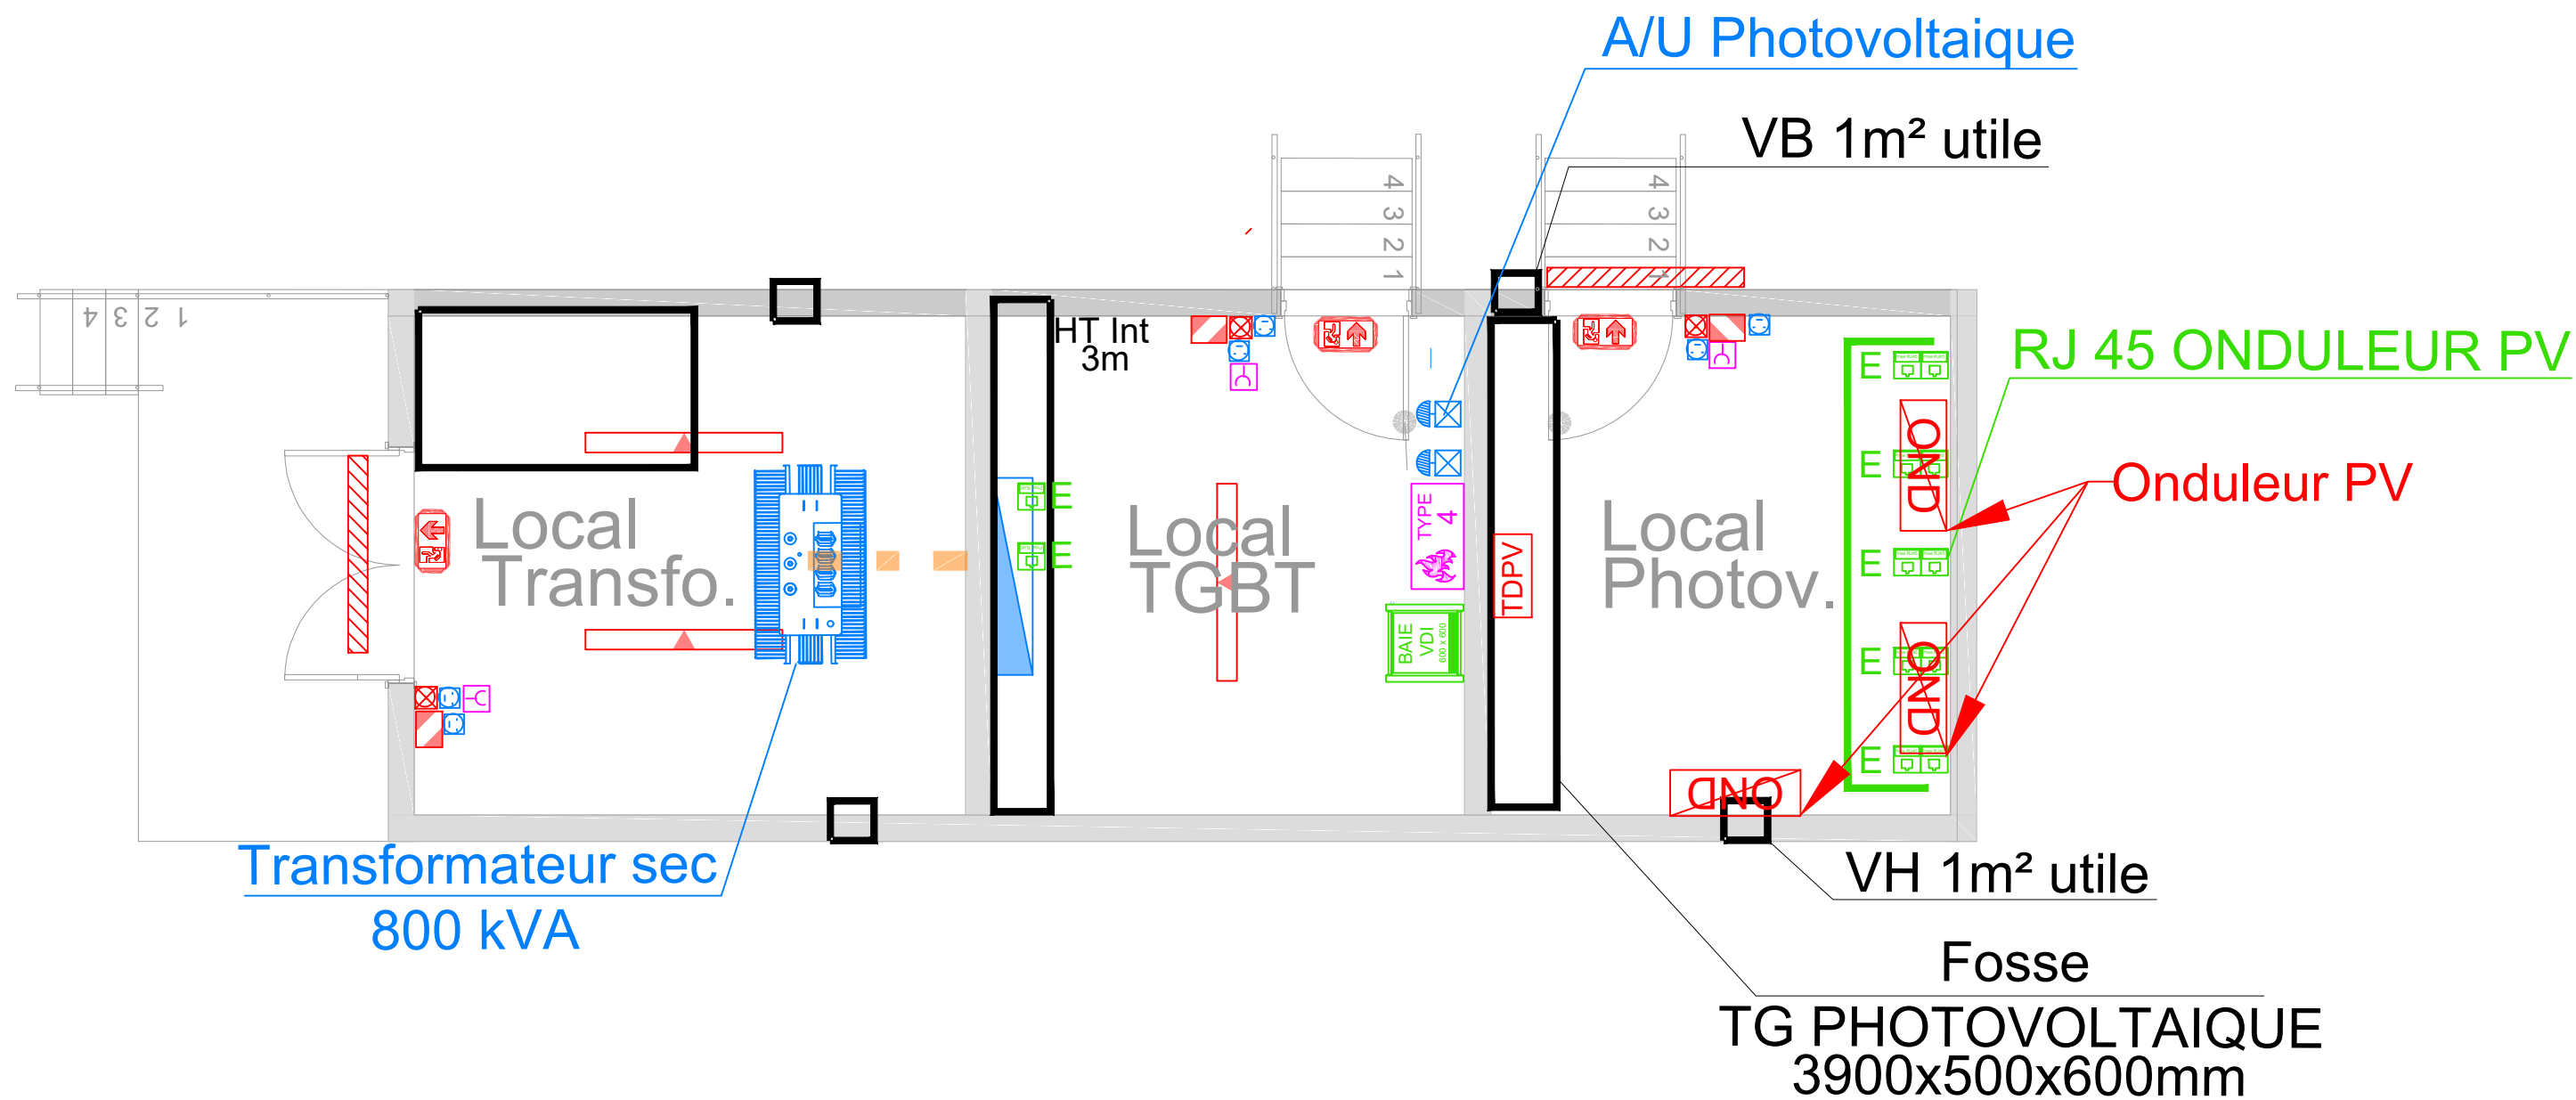 A/U Photovoltaique
VB 1m² utile
4
3
2
1
4
3
2
1
4 3 2 1
HT Int
3m
RJ 45 ONDULEUR PV
E
E
E
E
E
E
E
OND
OND
OND
Onduleur PV
Local
Transfo.
Local
TGBT
TYPE
4
BAIE
VDI
600 x 600
TDPV
Local
Photov.
Transformateur sec
800 kVA
VH 1m² utile
Fosse
TG PHOTOVOLTAIQUE
3900x500x600mm